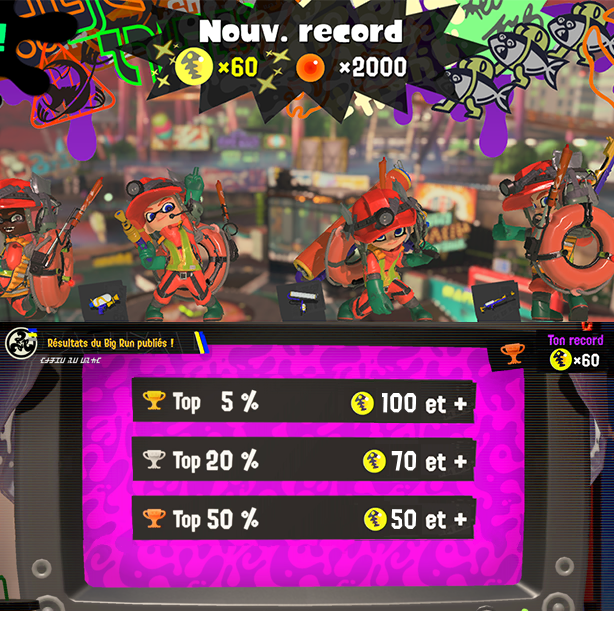 Nouv. record
×60 ×2000
Résultats du Big Run publiés !
Ton record
×60
Top 5 % 100 et +
Top 20 % 70 et +
Top 50 % 50 et +